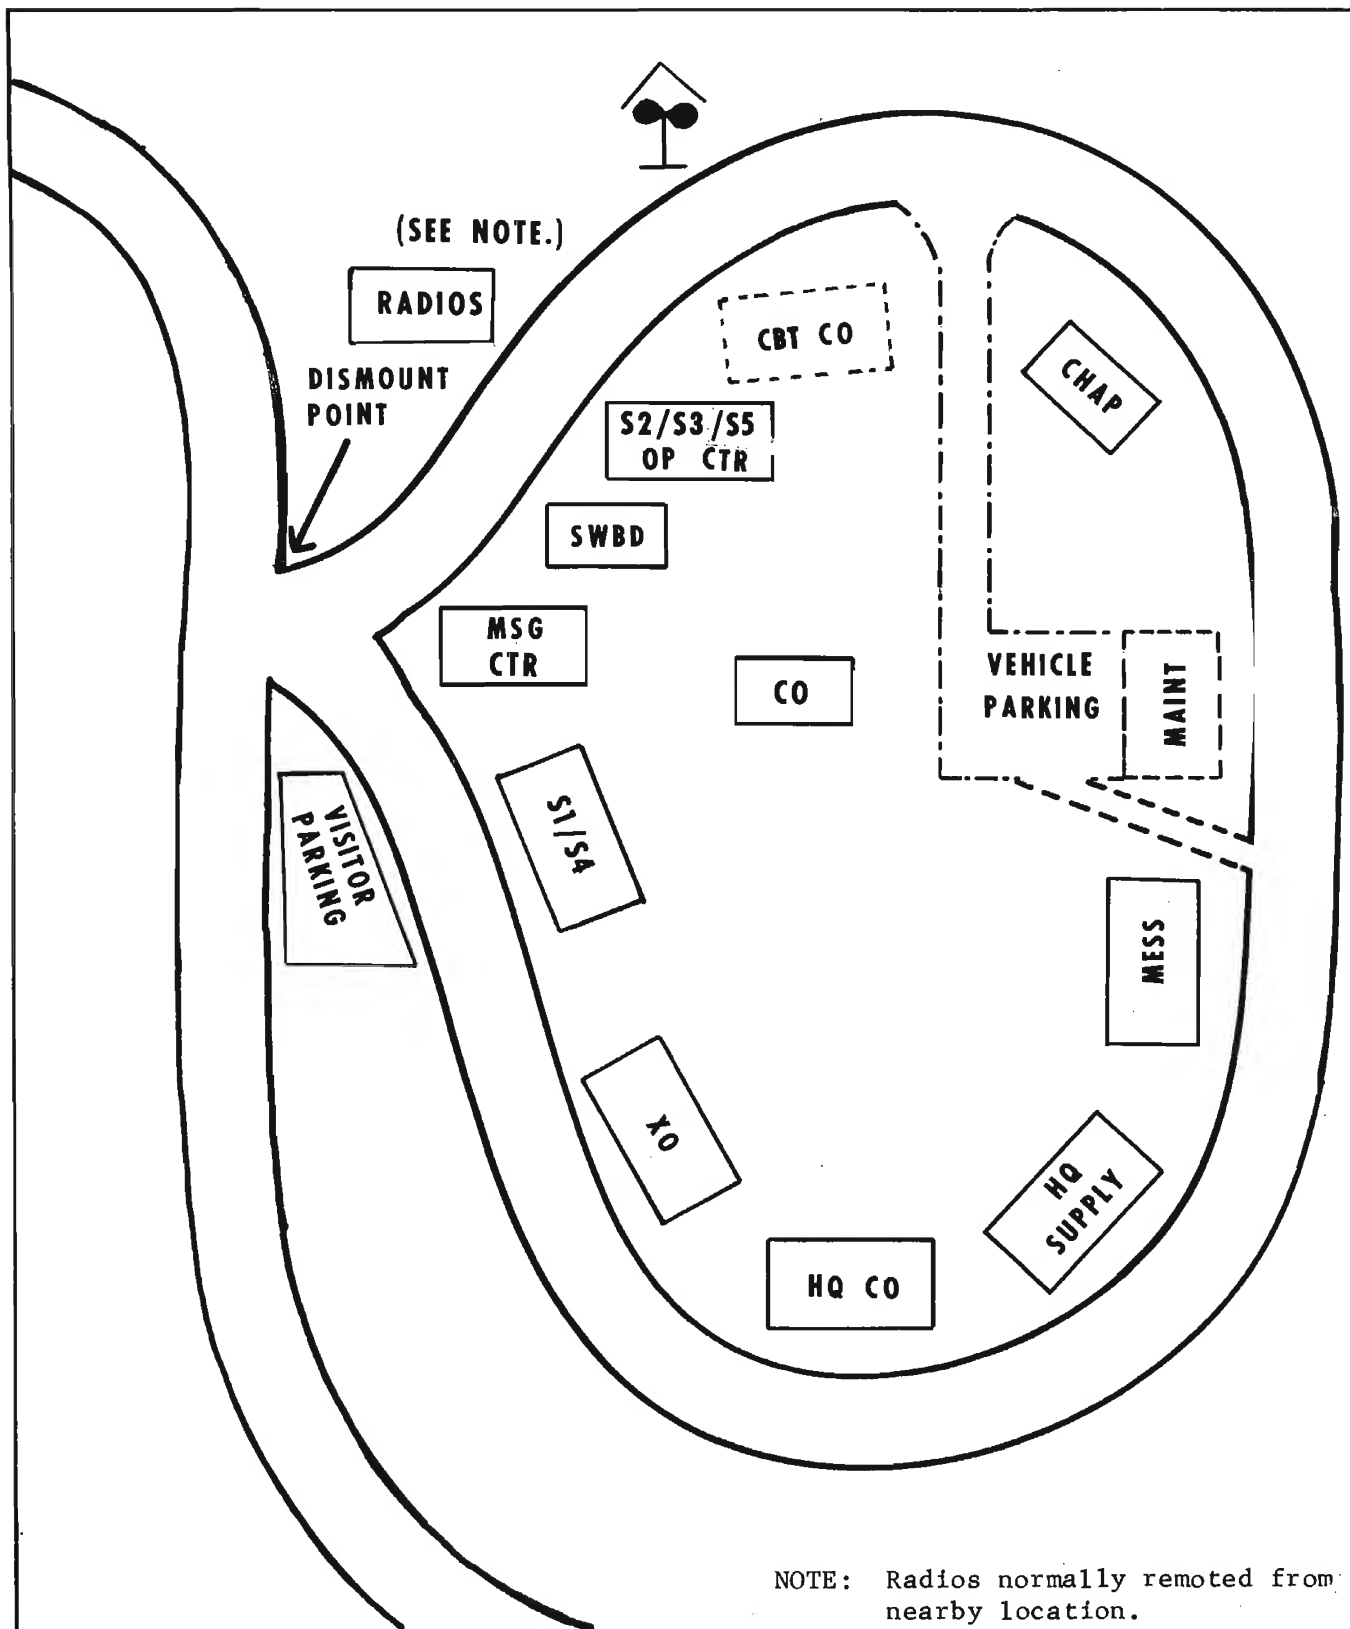 (SEE NOTE.)
RADIOS
DISMOUNT
POINT
CBT CO
CHAP
S2/S3/S5
OP CTR
SWBD
MSG
CTR
CO
VEHICLE
PARKING
MAINT
S1/S4
VISITOR
PARKING
MESS
XO
HQ
SUPPLY
HQ CO
NOTE: Radios normally remoted from
nearby location.